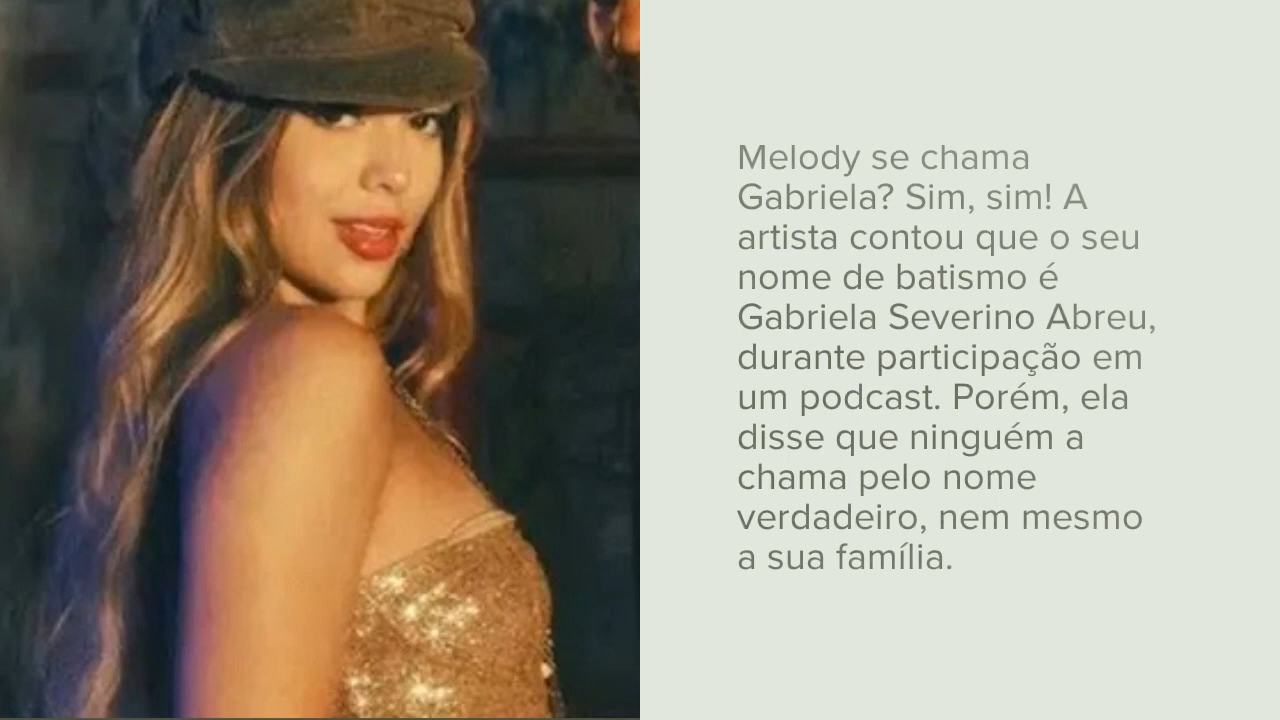 Melody se chama
Gabriela? Sim, sim! A
artista contou que o seu
nome de batismo é
Gabriela Severino Abreu,
durante participação em
um podcast. Porém, ela
disse que ninguém a
chama pelo nome
verdadeiro, nem mesmo
a sua família.